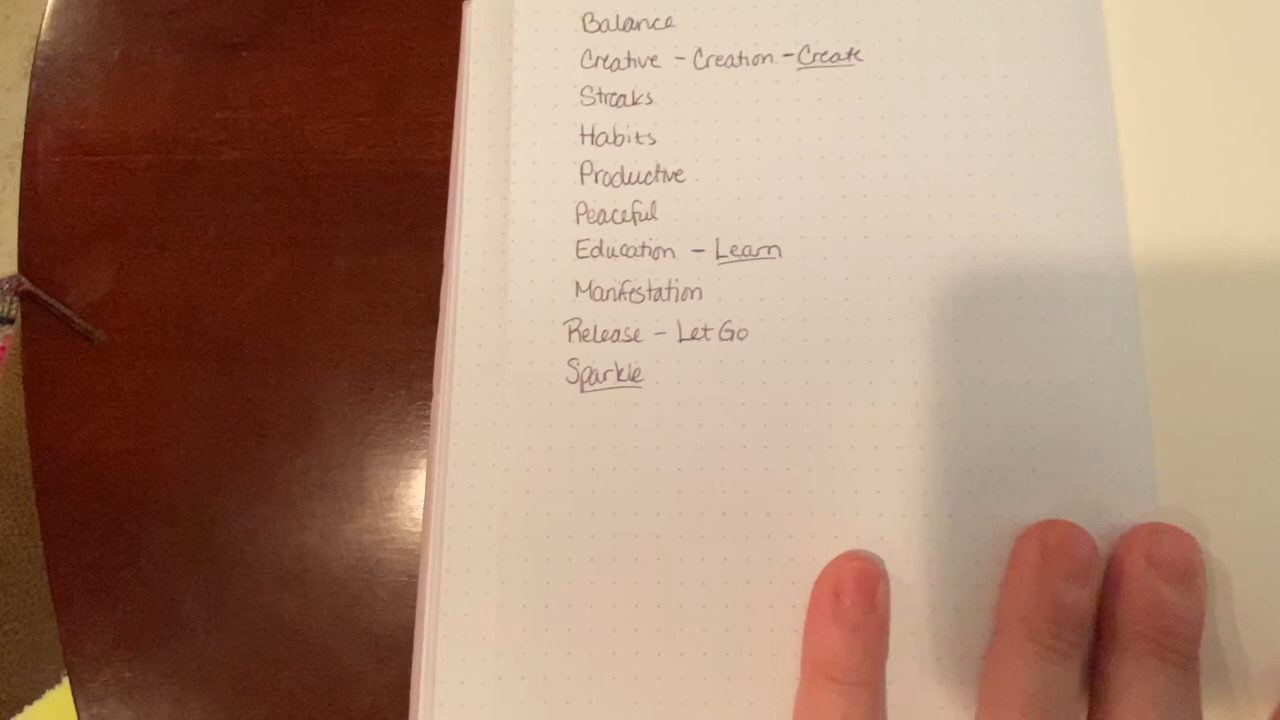 Balance
Creative - Creation - Create
Streaks
Habits
Productive
Peaceful
Education - Learn
Manifestation
Release - Let Go
Sparkle